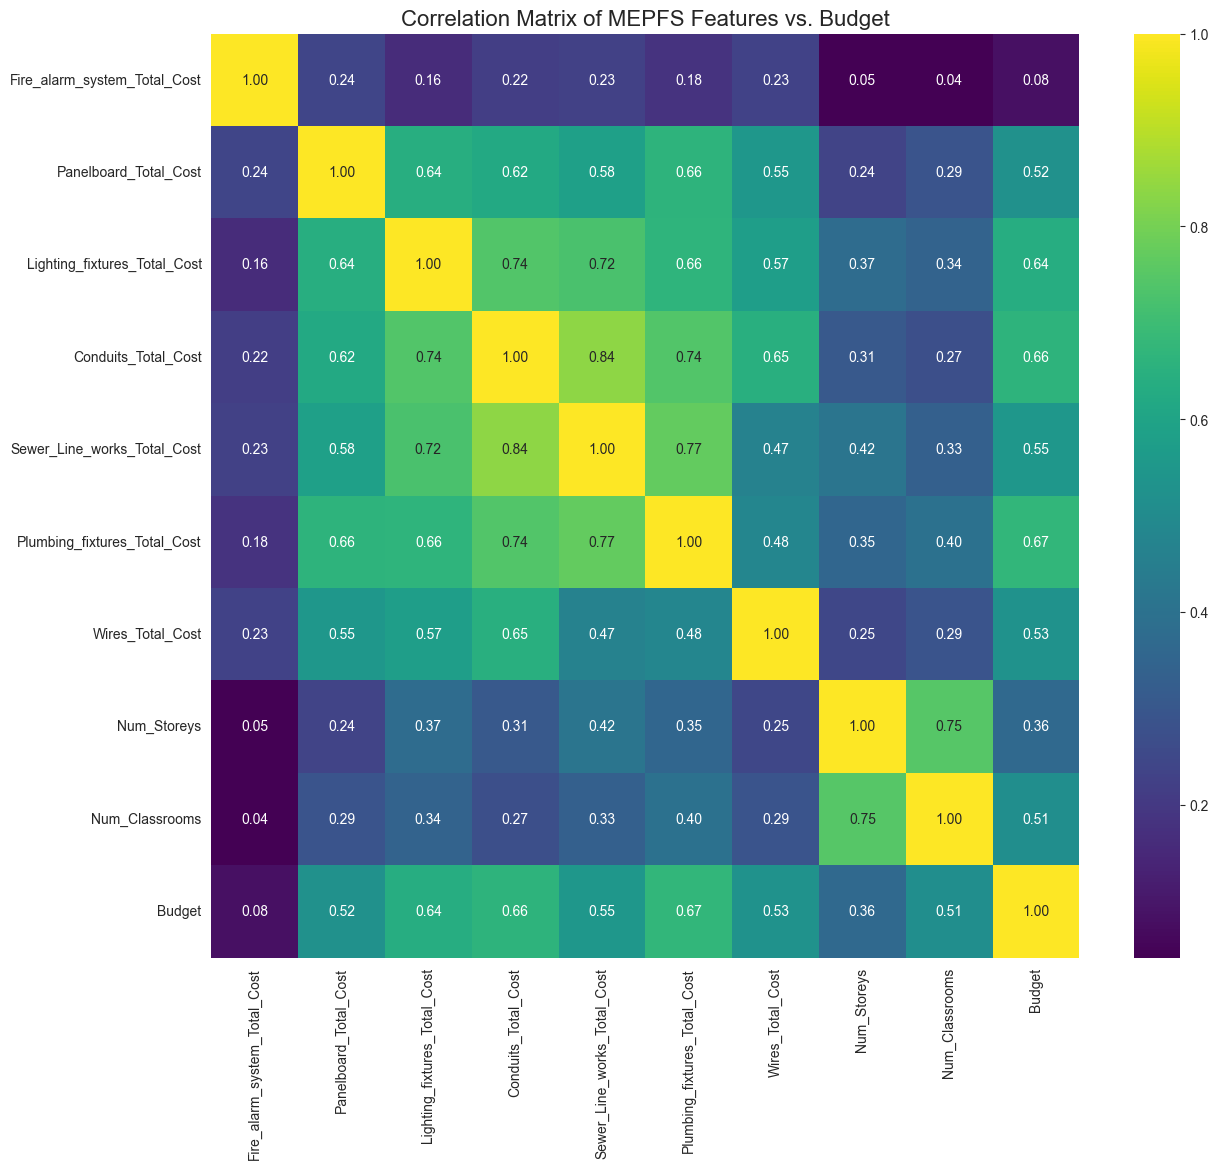 Correlation Matrix of MEPFS Features vs. Budget
Fire_alarm_system_Total_Cost 1.00 0.24 0.16 0.22 0.23 0.18 0.23 0.05 0.04 0.08
Panelboard_Total_Cost 0.24 1.00 0.64 0.62 0.58 0.66 0.55 0.24 0.29 0.52
Lighting_fixtures_Total_Cost 0.16 0.64 1.00 0.74 0.72 0.66 0.57 0.37 0.34 0.64
Conduits_Total_Cost 0.22 0.62 0.74 1.00 0.84 0.74 0.65 0.31 0.27 0.66
Sewer_Line_works_Total_Cost 0.23 0.58 0.72 0.84 1.00 0.77 0.47 0.42 0.33 0.55
Plumbing_fixtures_Total_Cost 0.18 0.66 0.66 0.74 0.77 1.00 0.48 0.35 0.40 0.67
Wires_Total_Cost 0.23 0.55 0.57 0.65 0.47 0.48 1.00 0.25 0.29 0.53
Num_Storeys 0.05 0.24 0.37 0.31 0.42 0.35 0.25 1.00 0.75 0.36
Num_Classrooms 0.04 0.29 0.34 0.27 0.33 0.40 0.29 0.75 1.00 0.51
Budget 0.08 0.52 0.64 0.66 0.55 0.67 0.53 0.36 0.51 1.00
Fire_alarm_system_Total_Cost
Panelboard_Total_Cost
Lighting_fixtures_Total_Cost
Conduits_Total_Cost
Sewer_Line_works_Total_Cost
Plumbing_fixtures_Total_Cost
Wires_Total_Cost
Num_Storeys
Num_Classrooms
Budget
1.0
0.8
0.6
0.4
0.2